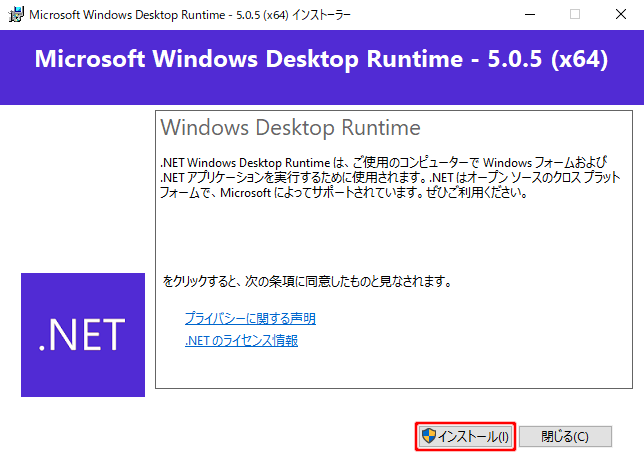 Microsoft Windows Desktop Runtime - 5.0.5 (x64) インストーラー
Microsoft Windows Desktop Runtime - 5.0.5 (x64)
Windows Desktop Runtime
.NET Windows Desktop Runtime は、ご使用のコンピューターで Windows フォームおよび
.NET アプリケーションを実行するために使用されます。.NET はオープン ソースのクロス プラット
フォームで、Microsoft によってサポートされています。ぜひご利用ください。
をクリックすると、次の条項に同意したものと見なされます。
プライバシーに関する声明
.NET のライセンス情報
.NET
インストール(I)
閉じる(C)